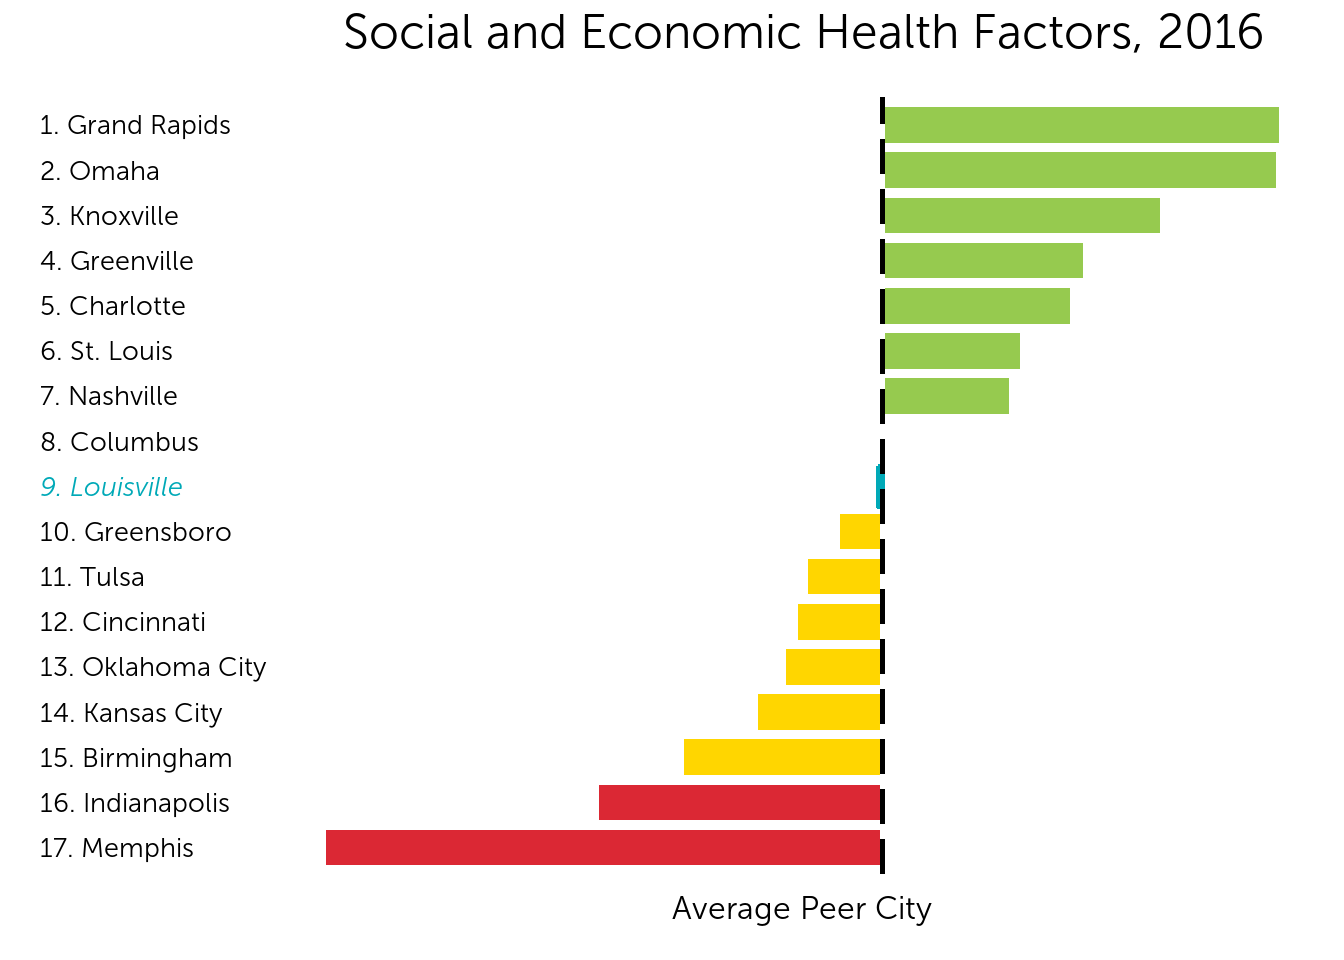 Social and Economic Health Factors, 2016
1. Grand Rapids
2. Omaha
3. Knoxville
4. Greenville
5. Charlotte
6. St. Louis
7. Nashville
8. Columbus
9. Louisville
10. Greensboro
11. Tulsa
12. Cincinnati
13. Oklahoma City
14. Kansas City
15. Birmingham
16. Indianapolis
17. Memphis
Average Peer City